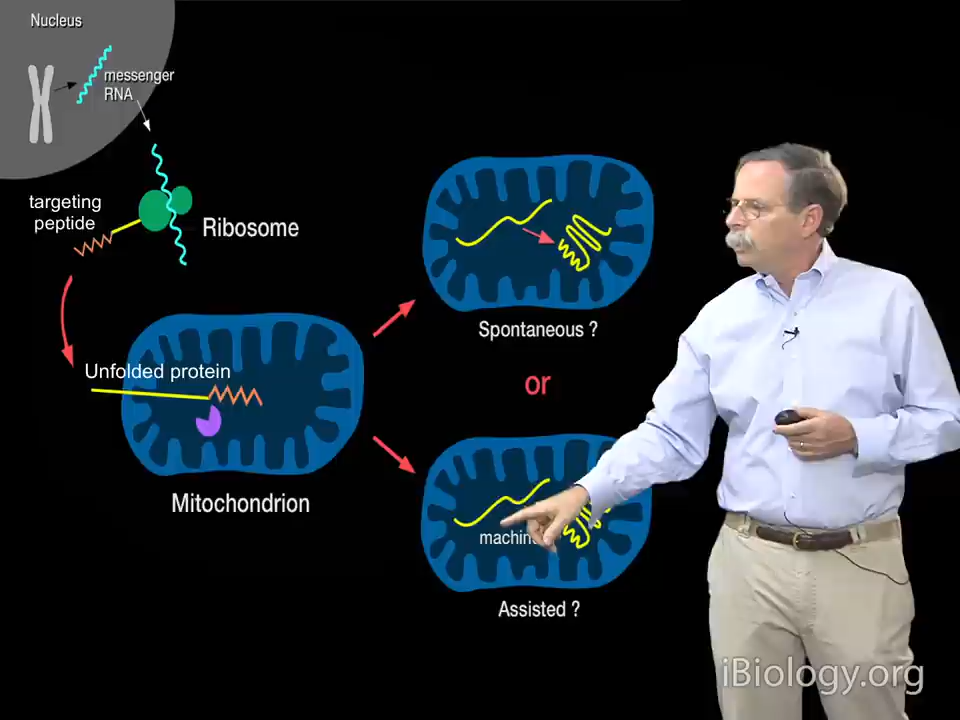 Nucleus
messenger
RNA
targeting
peptide
Ribosome
Unfolded protein
Mitochondrion
Spontaneous ?
or
Assisted ?
iBiology.org